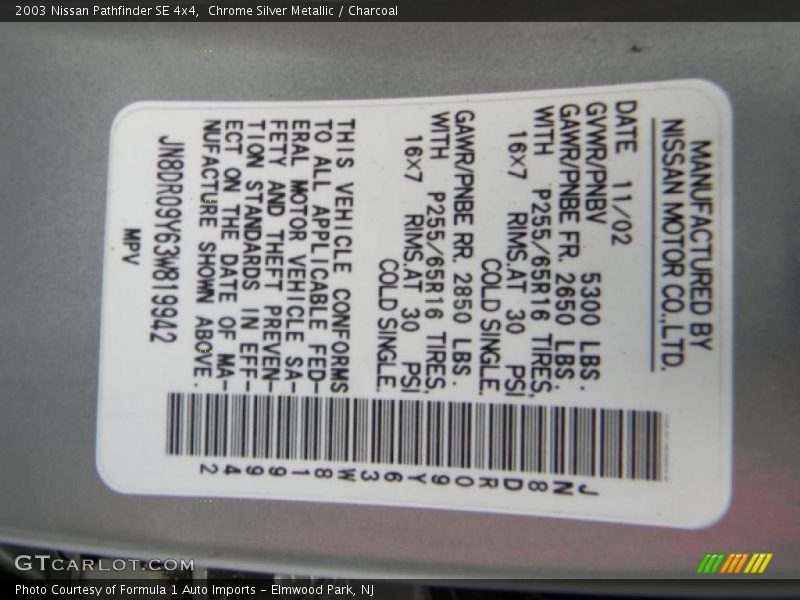 2003 Nissan Pathfinder SE 4x4,  Chrome Silver Metallic / Charcoal
MANUFACTURED BY
NISSAN MOTOR CO.,LTD.
DATE 11/02
GVWR/PNBV 5300 LBS.
GAWR/PNBE FR. 2650 LBS.
WITH P255/65R16 TIRES,
16X7 RIMS.AT 30 PSI
COLD SINGLE.
GAWR/PNBE RR. 2850 LBS.
WITH P255/65R16 TIRES,
16X7 RIMS.AT 30 PSI
COLD SINGLE.
THIS VEHICLE CONFORMS
TO ALL APPLICABLE FED-
ERAL MOTOR VEHICLE SA-
FETY AND THEFT PREVEN-
TION STANDARDS IN EFF-
ECT ON THE DATE OF MA-
NUFACTURE SHOWN ABOVE.
JN8DR09Y63W819942
MPV
JN8DR09Y63W819942
GTCARLOT.COM
Photo Courtesy of Formula 1 Auto Imports – Elmwood Park, NJ